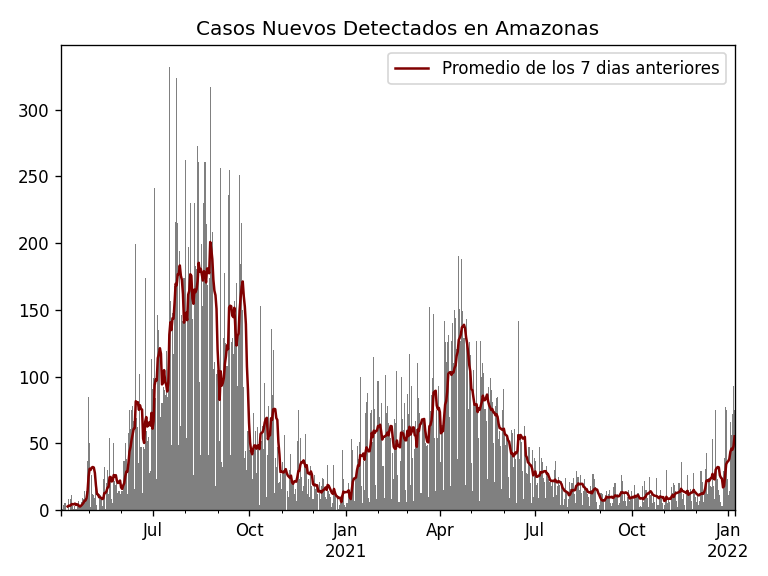 Casos Nuevos Detectados en Amazonas
Promedio de los 7 dias anteriores
300
250
200
150
100
50
0
Jul Oct Jan Apr Jul Oct Jan
2021 2022